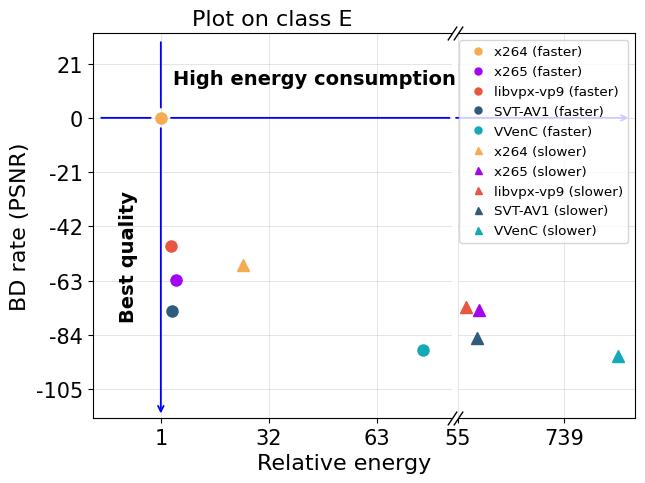 Plot on class E
21
0
-21
-42
-63
-84
-105
BD rate (PSNR)
High energy consumption
Best quality
x264 (faster)
x265 (faster)
libvpx-vp9 (faster)
SVT-AV1 (faster)
VVenC (faster)
x264 (slower)
x265 (slower)
libvpx-vp9 (slower)
SVT-AV1 (slower)
VVenC (slower)
1 32 63 55 739
Relative energy